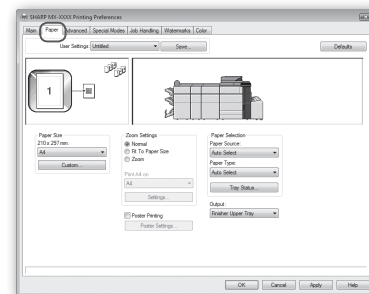 SHARP MX-XXXX Printing Preferences
Main Paper Advanced Special Modes Job Handling Watermarks Color
User Settings: Untitled Save... Defaults
1
Paper Size
210 x 297 mm.
A4
Custom...
Zoom Settings
Normal
Fit To Paper Size
Zoom
Print A4 on
A4
Settings...
Poster Printing
Poster Settings...
Paper Selection
Paper Source:
Auto Select
Paper Type:
Auto Select
Tray Status...
Output:
Finisher Upper Tray
OK Cancel Apply Help